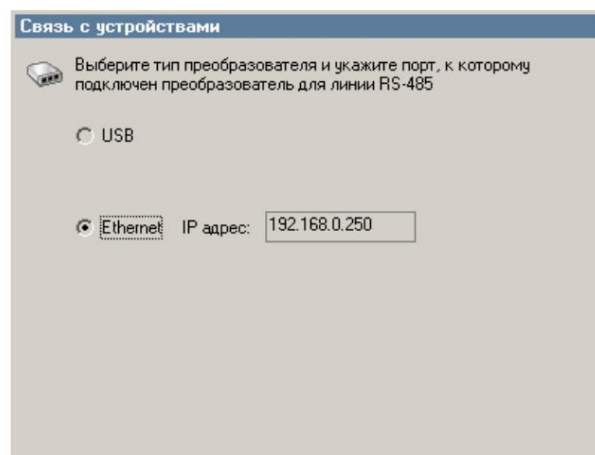 Связь с устройствами
Выберите тип преобразователя и укажите порт, к которому
подключен преобразователь для линии RS-485
USB
Ethernet IP адрес: 192.168.0.250